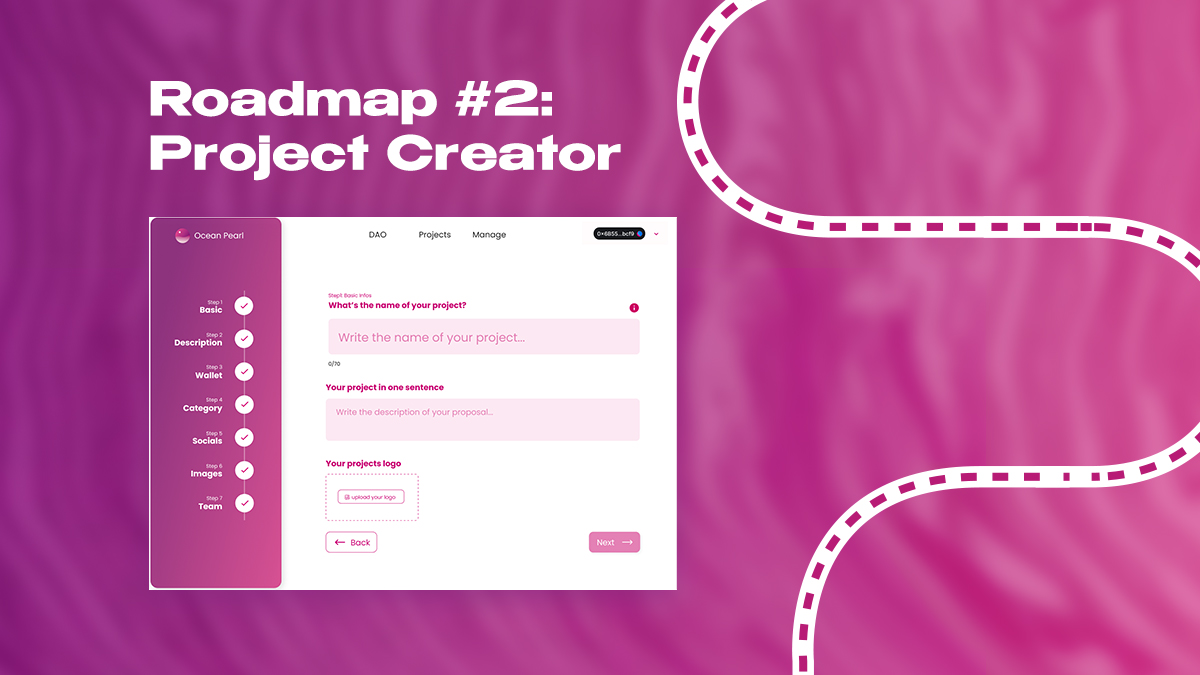 Roadmap #2:
Project Creator
Ocean Pearl
DAO Projects Manage
0×6B55...bcf9
Step 1
Basic
Step 2
Description
Step 3
Wallet
Step 4
Category
Step 5
Socials
Step 6
Images
Step 7
Team
Step1: Basic Infos
What's the name of your project?
Write the name of your project...
0/70
Your project in one sentence
Write the description of your proposal...
Your projects logo
upload your logo
Back
Next